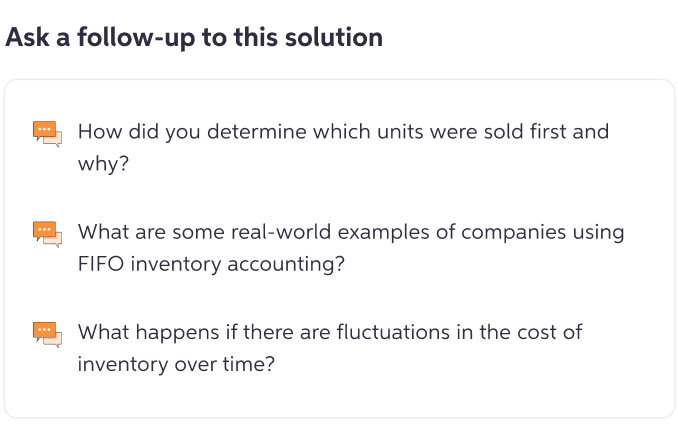 Ask a follow-up to this solution
How did you determine which units were sold first and
why?
What are some real-world examples of companies using
FIFO inventory accounting?
What happens if there are fluctuations in the cost of
inventory over time?